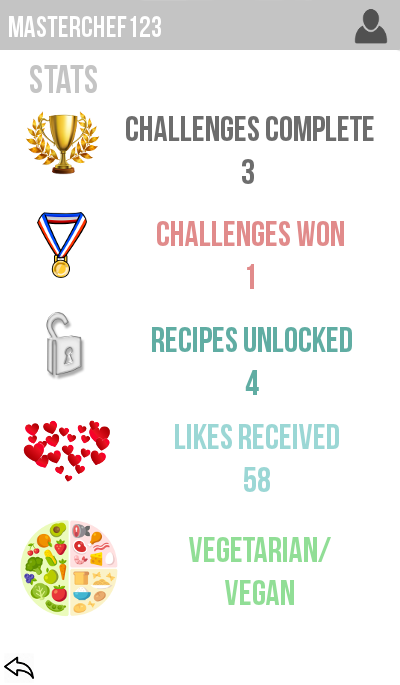 MASTERCHEF123
STATS
CHALLENGES COMPLETE
3
CHALLENGES WON
1
RECIPES UNLOCKED
4
LIKES RECEIVED
58
VEGETARIAN/
VEGAN